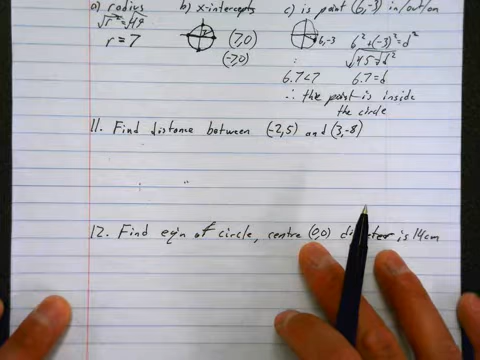 a) radius b) x-intercepts c) is point (6,-3) in/out/on
√r² = √49 6² + (-3)² = d²
r = 7 (7,0) 6,-3 √45 = √d²
(-7,0) 6.7 < 7 6.7 = d
∴ the point is inside
the circle
11. Find distance between (-2,5) and (3,-8)
12. Find eq'n of circle, centre (0,0) diameter is 14cm